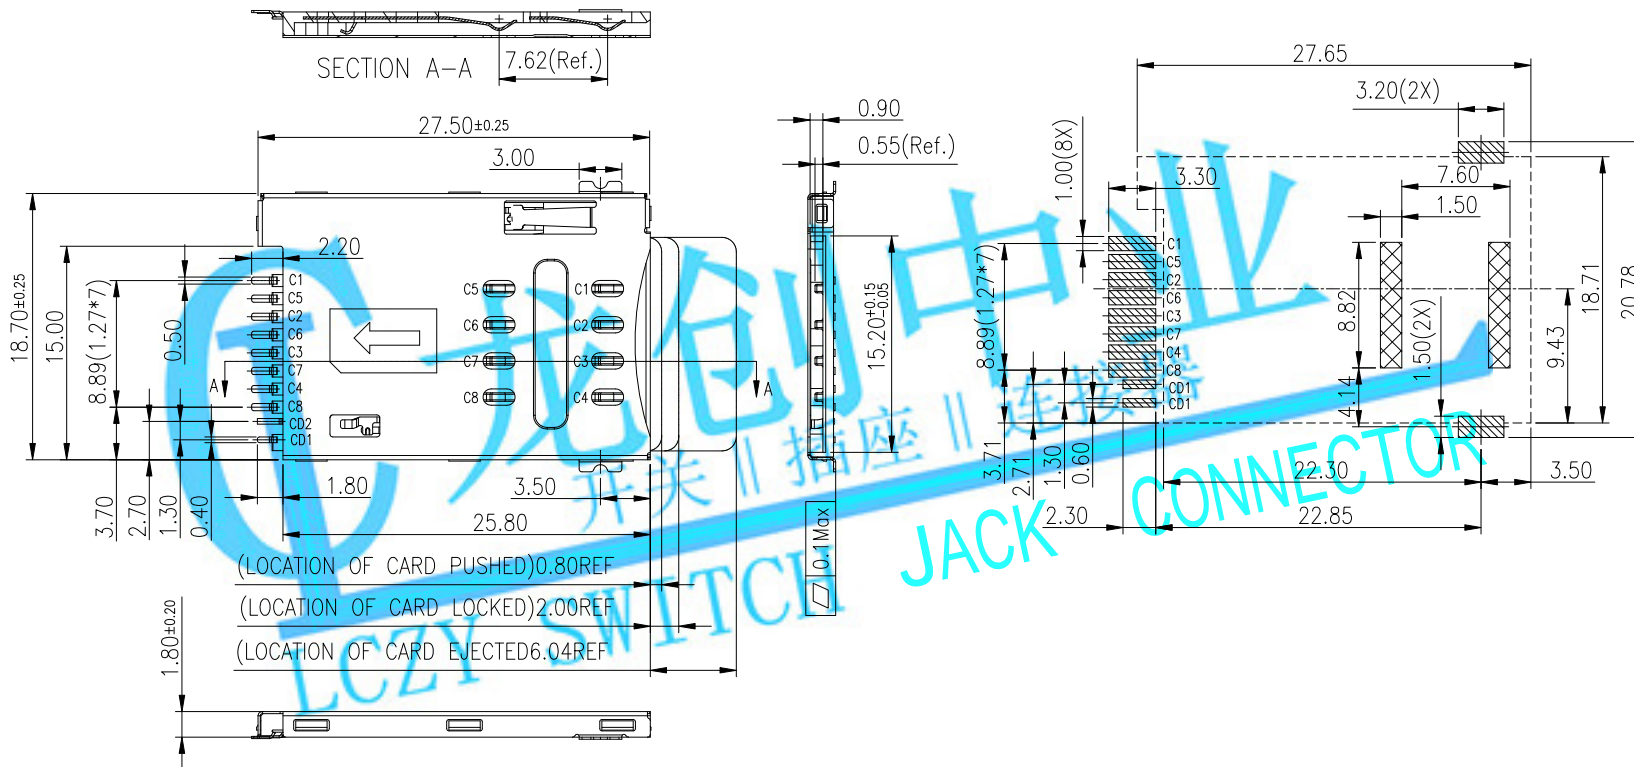 SECTION A-A
7.62(Ref.)
27.50±0.25
3.00
18.70±0.25
15.00
8.89(1.27*7)
0.50
2.20
C1
C5
C2
C6
C3
C7
C4
C8
CD2
CD1
A
A
C5
C6
C7
C8
C1
C2
C3
C4
3.70
2.70
1.30
0.40
1.80
3.50
25.80
(LOCATION OF CARD PUSHED)0.80REF
(LOCATION OF CARD LOCKED)2.00REF
(LOCATION OF CARD EJECTED6.04REF
1.80±0.20
0.90
0.55(Ref.)
15.20+0.15-0.05
0.1Max
27.65
3.20(2X)
1.00(8X)
3.30
7.60
1.50
8.89(1.27*7)
C1
C5
C2
C6
C3
C7
C4
C8
CD1
CD1
8.82
1.50(2X)
4.14
9.43
18.71
20.78
3.71
2.71
1.30
0.60
22.30
3.50
2.30
22.85
龙创中业
开关 || 插座 || 连接器
LCZY SWITCH JACK CONNECTOR